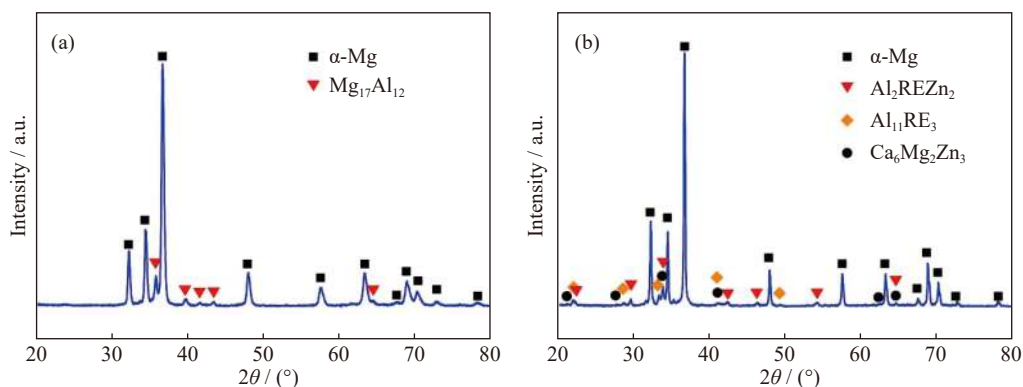 (a)
α-Mg
Mg₁₇Al₁₂
Intensity / a.u.
20 30 40 50 60 70 80
2θ / (°)
(b)
α-Mg
Al₂REZn₂
Al₁₁RE₃
Ca₆Mg₂Zn₃
Intensity / a.u.
20 30 40 50 60 70 80
2θ / (°)